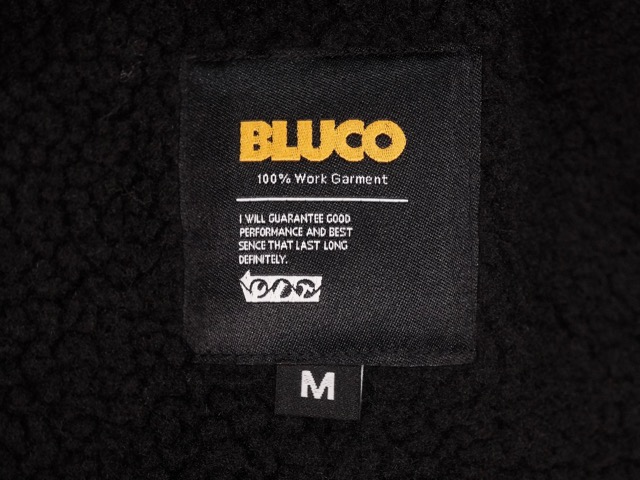 BLUCO
100% Work Garment
I WILL GUARANTEE GOOD
PERFORMANCE AND BEST
SENCE THAT LAST LONG
DEFINITELY.
M